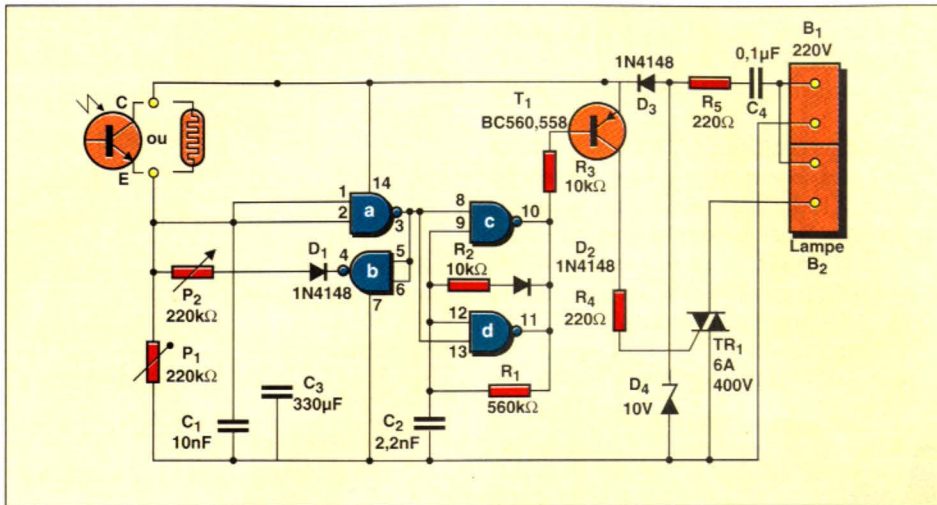 B1
220V
0,1µF
C4
1N4148
D3
R5
220Ω
T1
BC560,558
C
ou
E
R3
10kΩ
1
2
14
a
3
8
9
c
10
D1
1N4148
4
b
5
6
7
R2
10kΩ
D2
1N4148
P2
220kΩ
12
13
d
11
R4
220Ω
Lampe
B2
P1
220kΩ
C3
330µF
R1
560kΩ
TR1
6A
400V
C1
10nF
C2
2,2nF
D4
10V